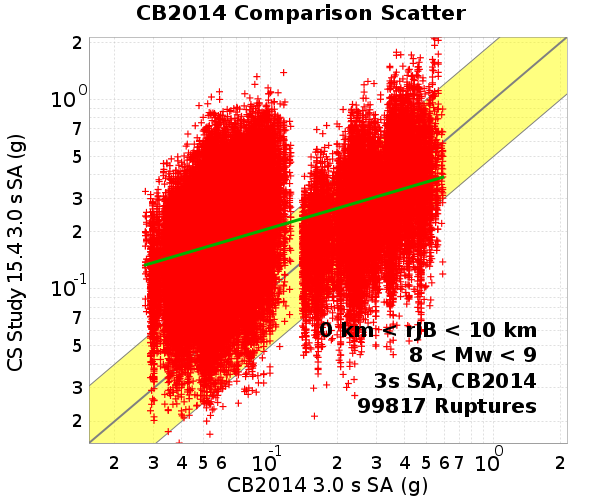 CB2014 Comparison Scatter
CS Study 15.4 3.0 s SA (g)
2
10^0
7
5
3
2
10^-1
7
5
3
2
0 km < rJB < 10 km
8 < Mw < 9
3s SA, CB2014
99817 Ruptures
2 3 4 5 6 10^-1 2 3 4 5 6 7 10^0 2
CB2014 3.0 s SA (g)